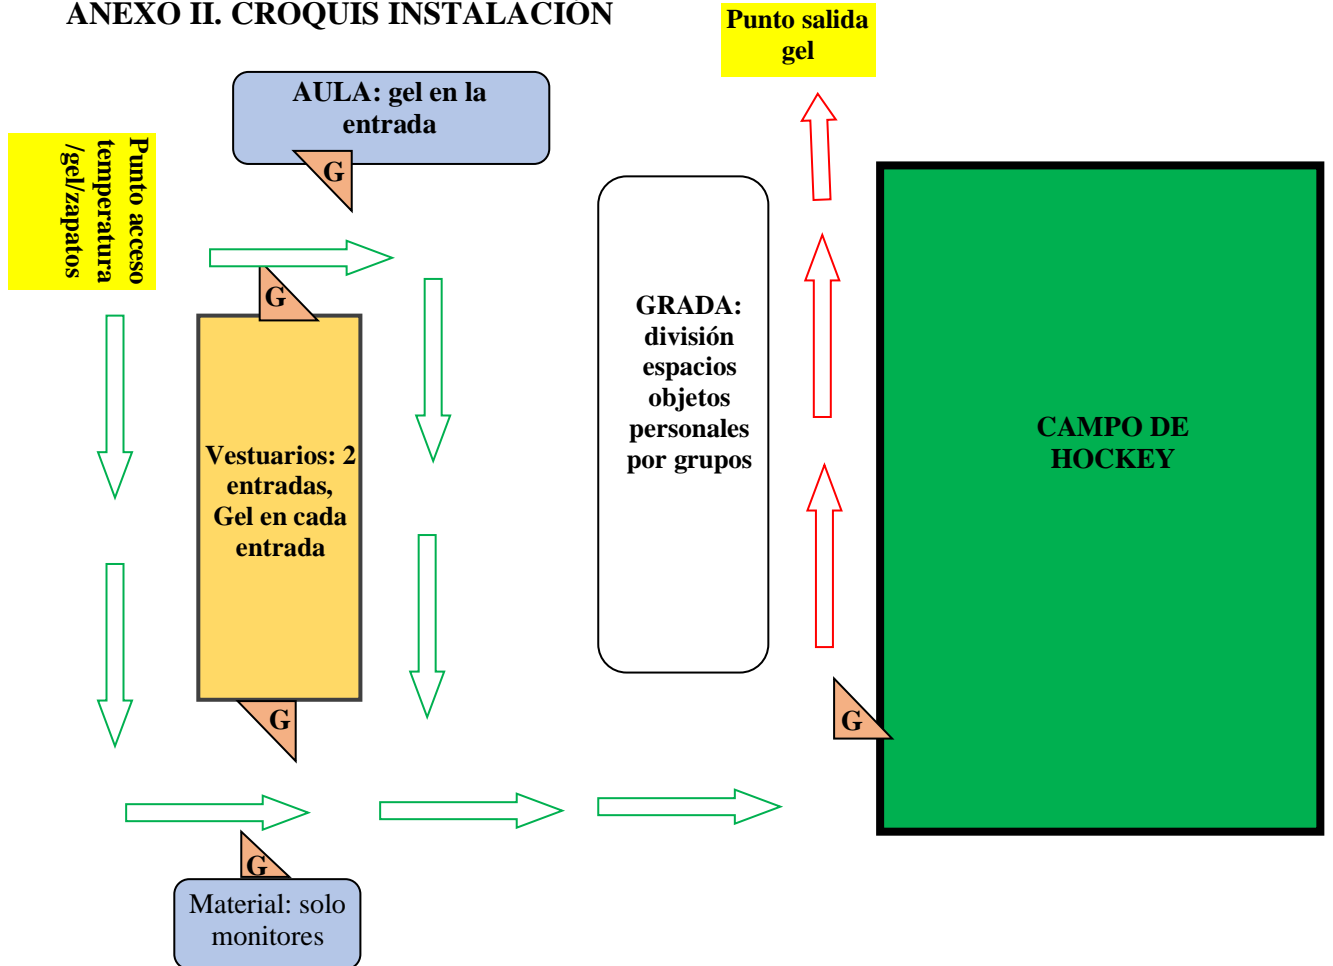 ANEXO II. CROQUIS INSTALACION
Punto salida
gel
AULA: gel en la
entrada
G
Punto acceso
temperatura
/gel/zapatos
G
Vestuarios: 2
entradas,
Gel en cada
entrada
G
GRADA:
división
espacios
objetos
personales
por grupos
CAMPO DE
HOCKEY
G
G
Material: solo
monitores